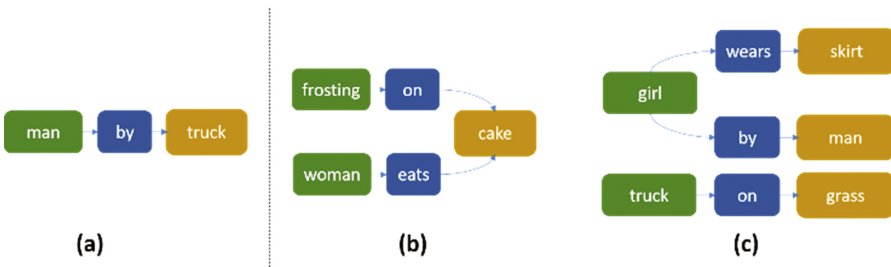 man by truck
(a)
frosting on
cake
woman eats
(b)
wears skirt
girl
by man
truck on grass
(c)